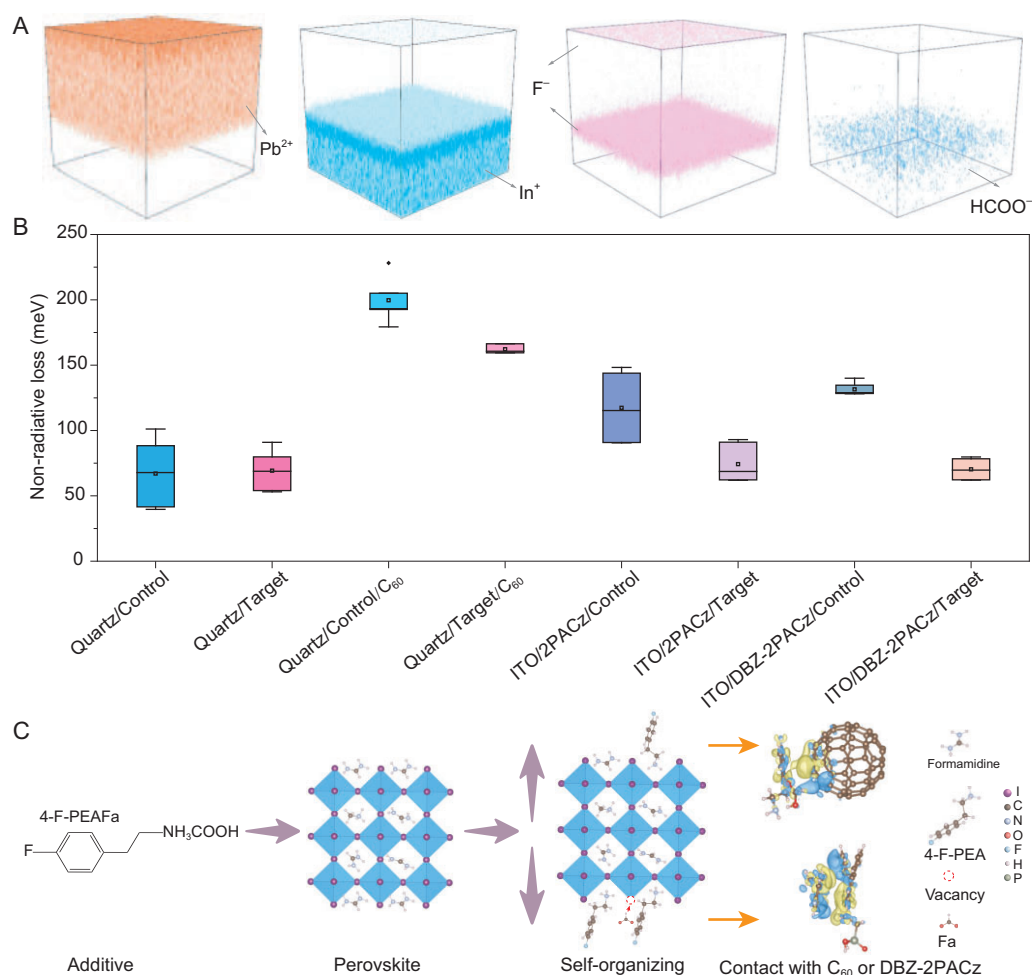 A
Pb²⁺
In⁺
F⁻
HCOO⁻
B
Non-radiative loss (meV)
250
200
150
100
50
0
Quartz/Control
Quartz/Target
Quartz/Control/C₆₀
Quartz/Target/C₆₀
ITO/2PACz/Control
ITO/2PACz/Target
ITO/DBZ-2PACz/Control
ITO/DBZ-2PACz/Target
C
4-F-PEAFa
F
NH₃COOH
Additive
Perovskite
Self-organizing
Contact with C₆₀ or DBZ-2PACz
Formamidine
4-F-PEA
Vacancy
Fa
I
C
N
O
F
H
P